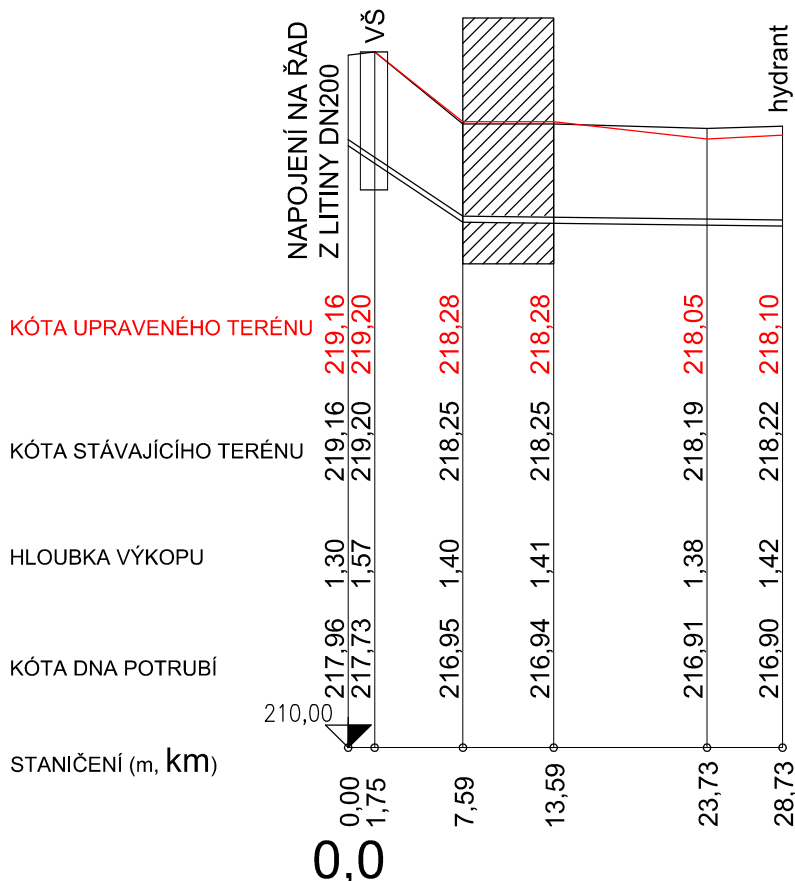 NAPOJENÍ NA ŘAD
Z LITINY DN200
VŠ
hydrant
KÓTA UPRAVENÉHO TERÉNU 219,16 219,20 218,28 218,28 218,05 218,10
KÓTA STÁVAJÍCÍHO TERÉNU 219,16 219,20 218,25 218,25 218,19 218,22
HLOUBKA VÝKOPU 1,30 1,57 1,40 1,41 1,38 1,42
KÓTA DNA POTRUBÍ 217,96 217,73 216,95 216,94 216,91 216,90
210,00
STANIČENÍ (m, km) 0,00 1,75 7,59 13,59 23,73 28,73
0,0